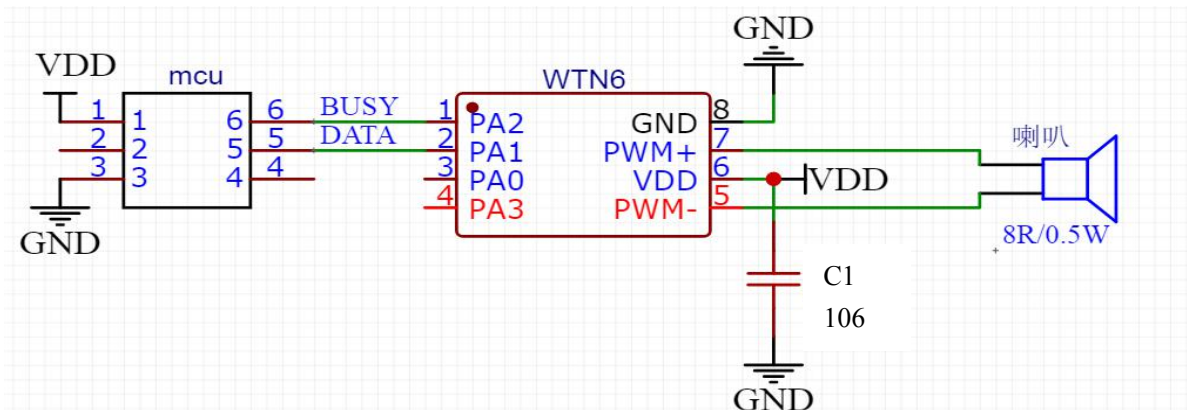 GND
VDD
mcu
WTN6
1 1 6 6 BUSY 1 PA2 GND 8
2 2 5 5 DATA 2 PA1 PWM+ 7 喇叭
3 3 4 4 3 PA0 VDD 6 VDD
4 PA3 PWM- 5
GND
8R/0.5W
C1
106
GND